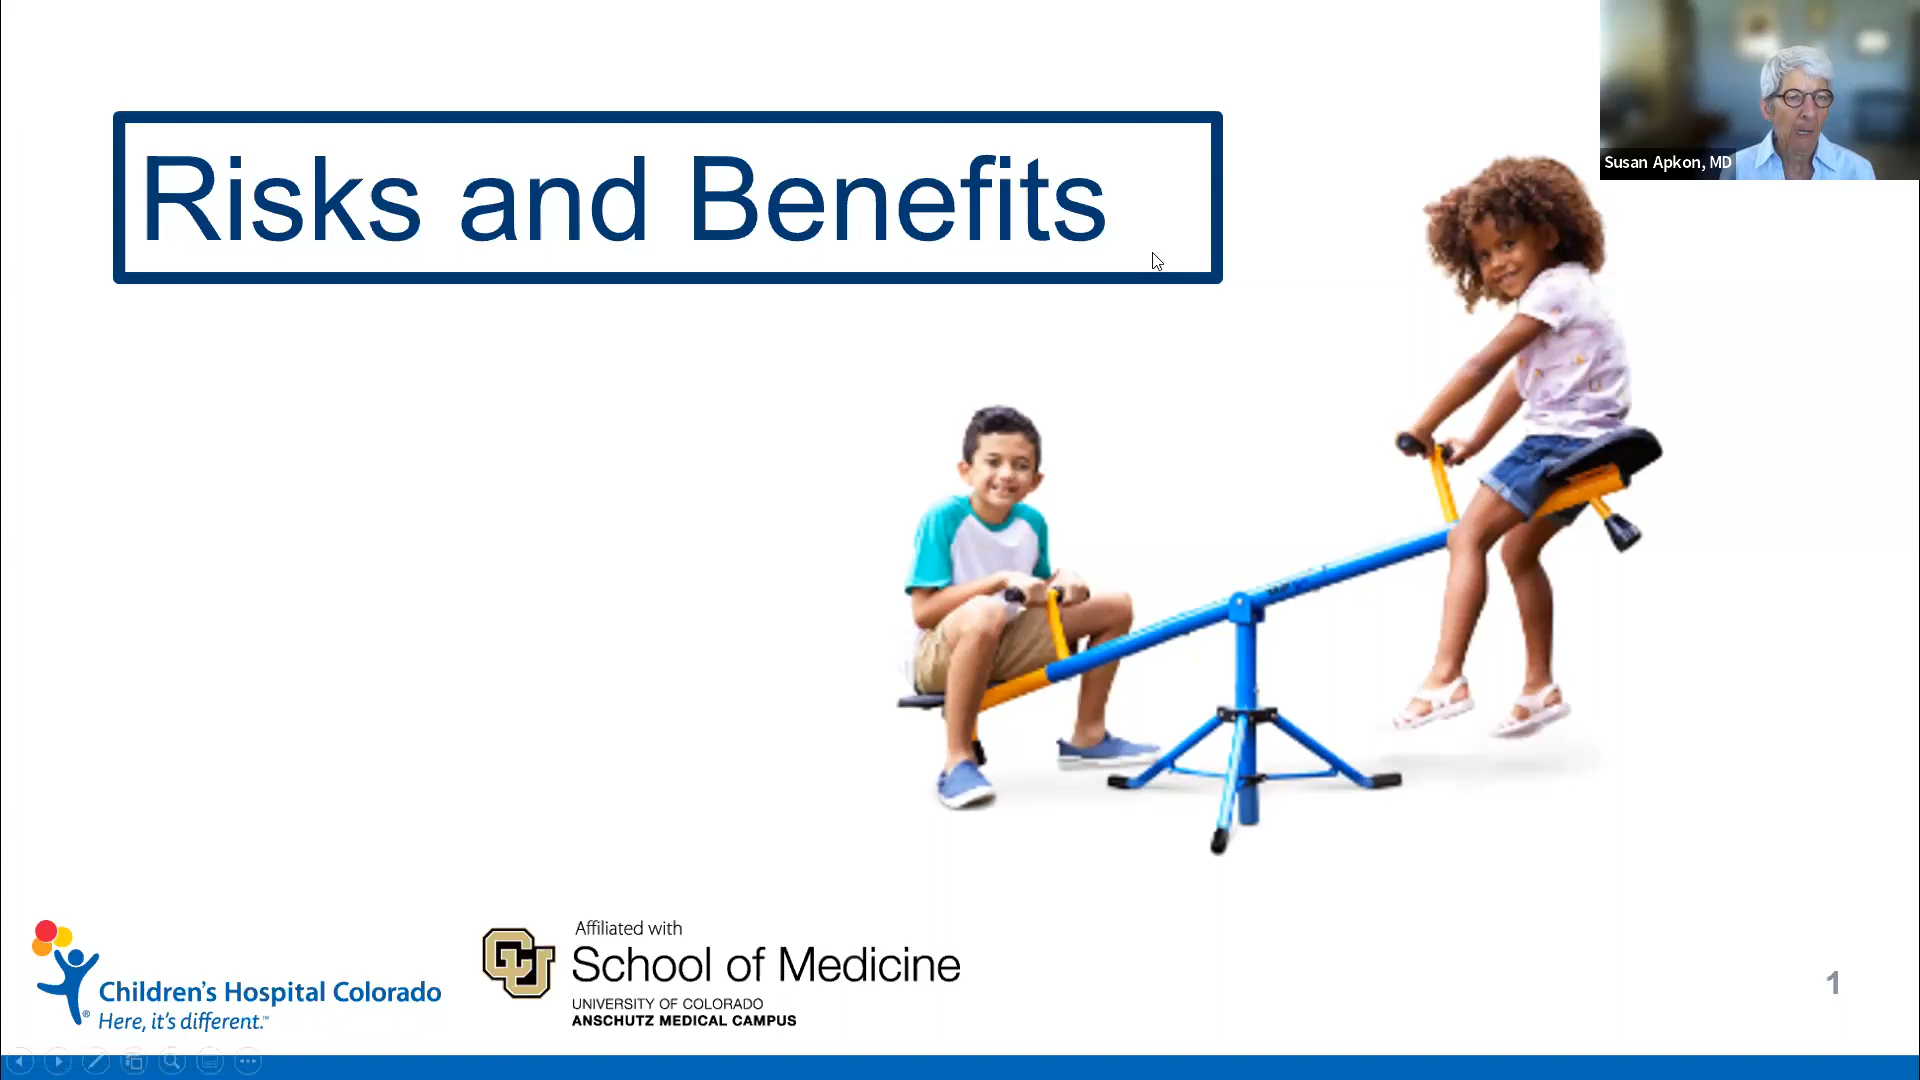 Risks and Benefits
Susan Apkon, MD
Children's Hospital Colorado
Here, it's different.™
Affiliated with
School of Medicine
UNIVERSITY OF COLORADO
ANSCHUTZ MEDICAL CAMPUS
1